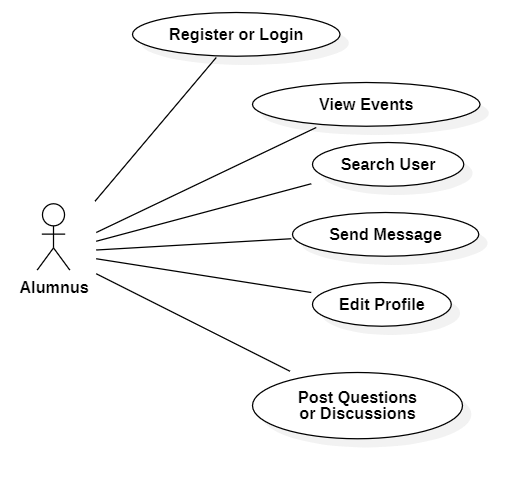 Register or Login
View Events
Search User
Send Message
Alumnus
Edit Profile
Post Questions
or Discussions